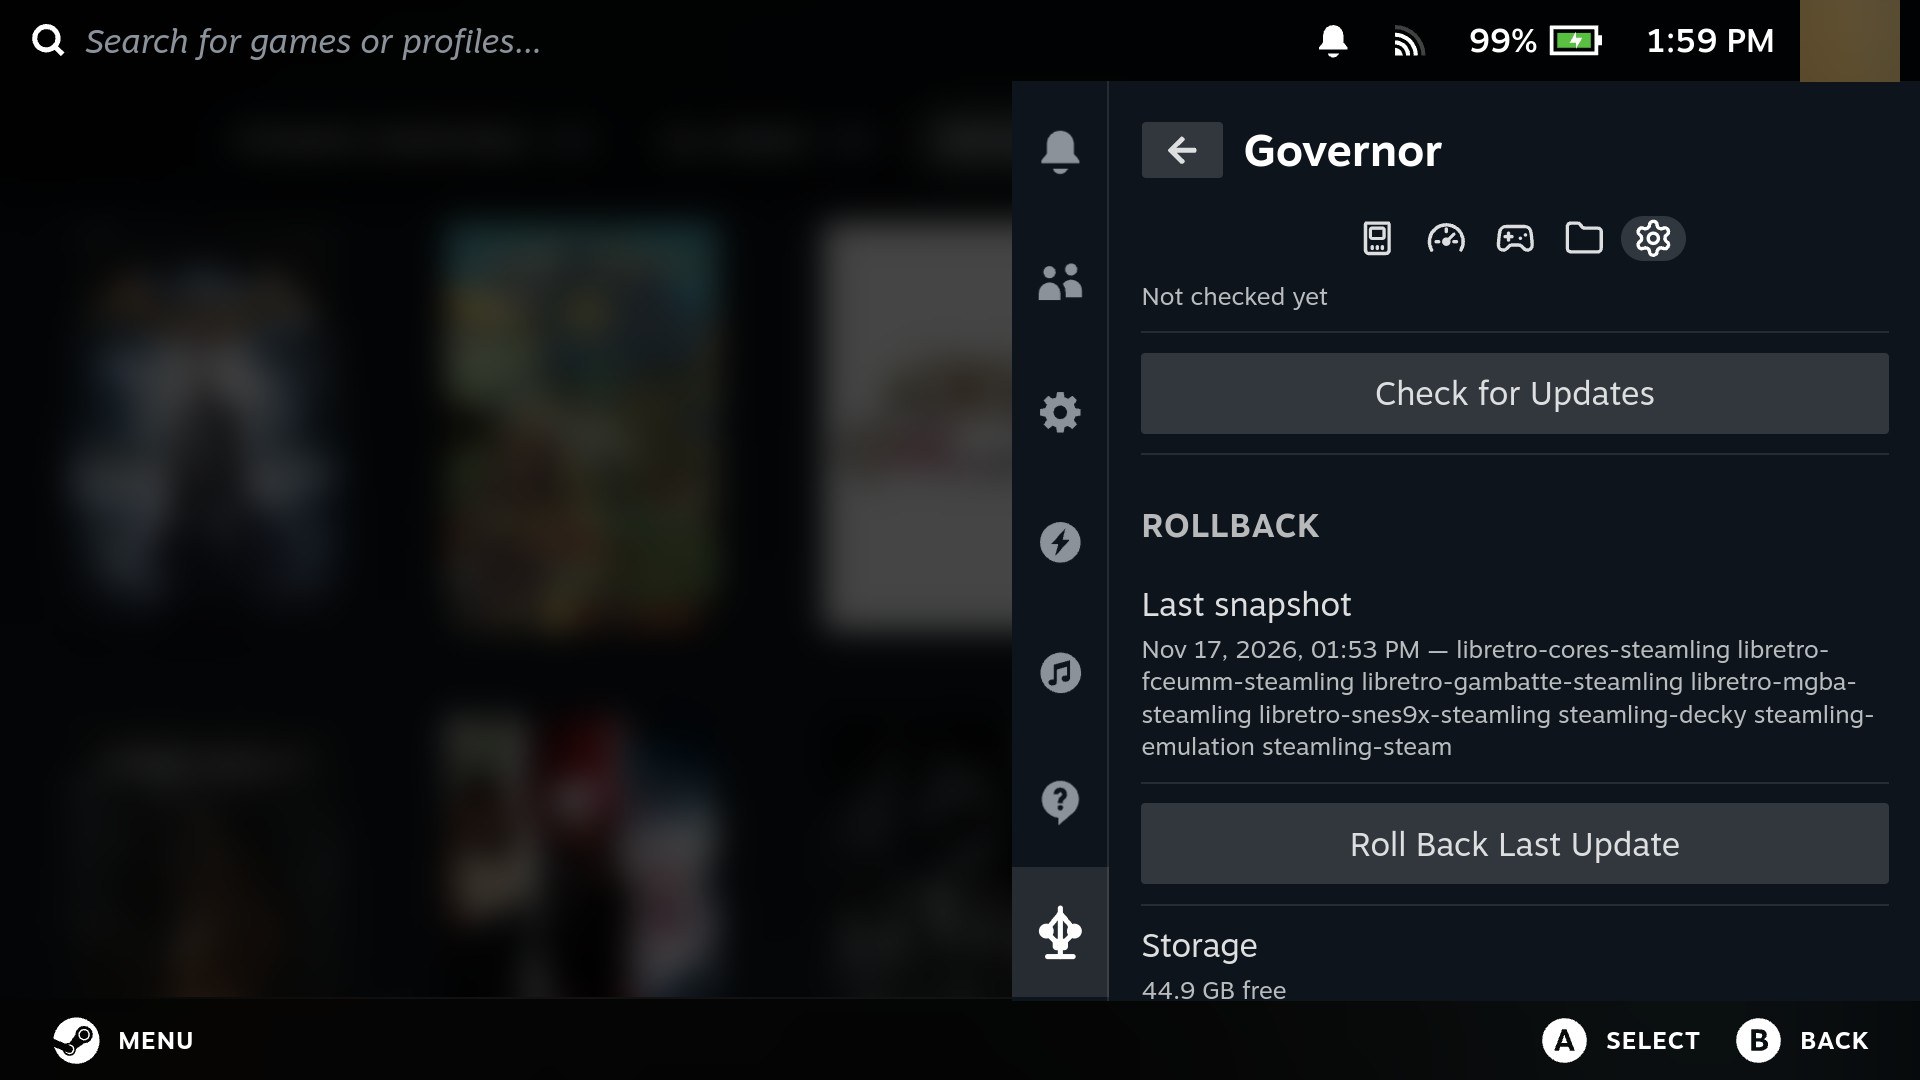 Search for games or profiles...
99%
1:59 PM
Governor
Not checked yet
Check for Updates
ROLLBACK
Last snapshot
Nov 17, 2026, 01:53 PM — libretro-cores-steamling libretro-
fceumm-steamling libretro-gambatte-steamling libretro-mgba-
steamling libretro-snes9x-steamling steamling-decky steamling-
emulation steamling-steam
Roll Back Last Update
Storage
44.9 GB free
MENU
A SELECT
B BACK